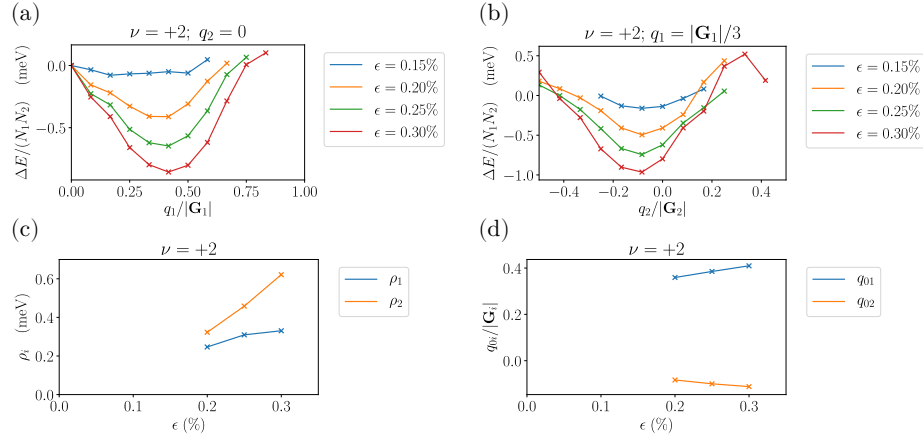 (a)
ν = +2; q₂ = 0
ΔE/(N₁N₂) (meV)
0.0
−0.5
0.00
0.25
0.50
0.75
1.00
q₁/|G₁|
ϵ = 0.15%
ϵ = 0.20%
ϵ = 0.25%
ϵ = 0.30%
(b)
ν = +2; q₁ = |G₁|/3
ΔE/(N₁N₂) (meV)
0.5
0.0
−0.5
−1.0
−0.4
−0.2
0.0
0.2
0.4
q₂/|G₂|
ϵ = 0.15%
ϵ = 0.20%
ϵ = 0.25%
ϵ = 0.30%
(c)
ν = +2
ρᵢ (meV)
0.6
0.4
0.2
0.0
0.0
0.1
0.2
0.3
ϵ (%)
ρ₁
ρ₂
(d)
ν = +2
q₀ᵢ/|Gᵢ|
0.4
0.2
0.0
0.0
0.1
0.2
0.3
ϵ (%)
q₀₁
q₀₂